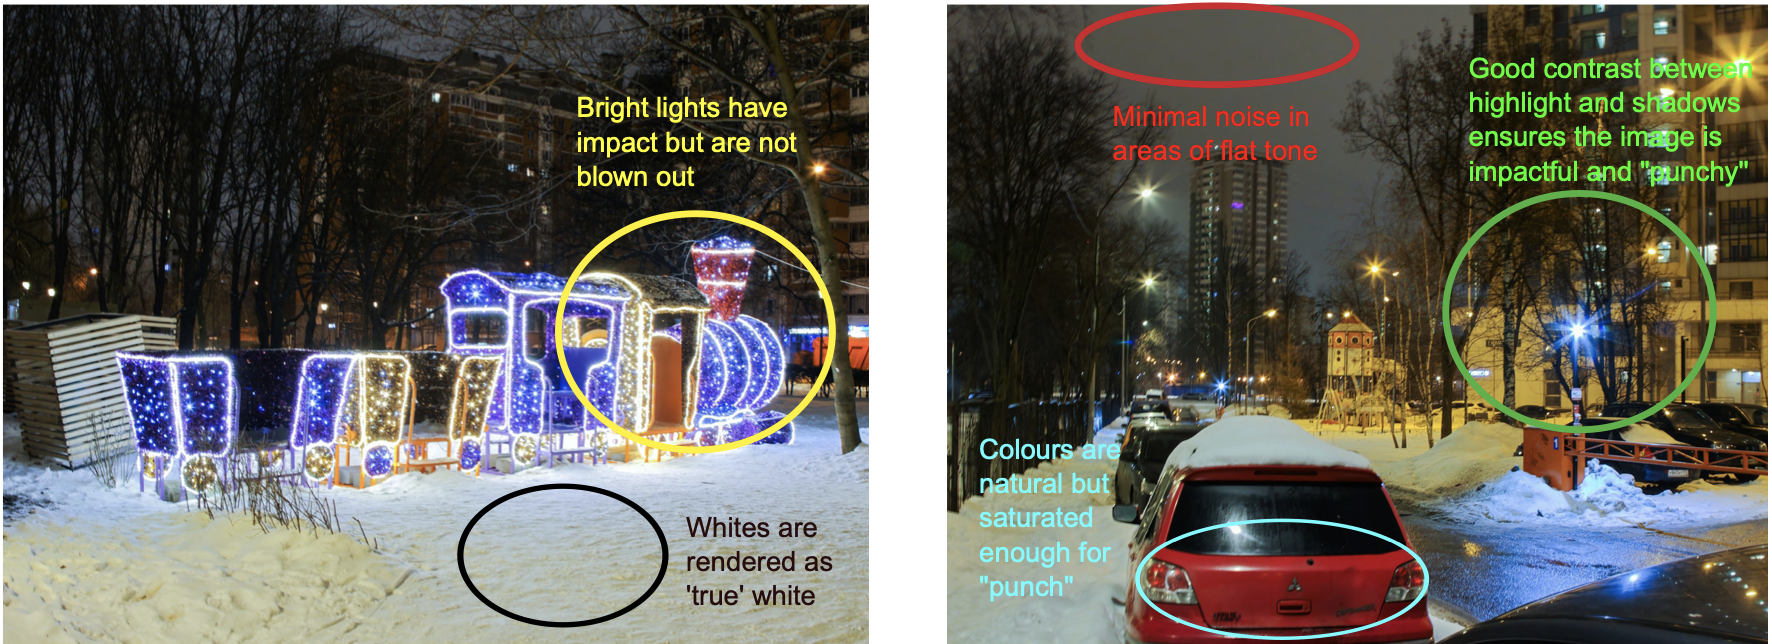 Bright lights have
impact but are not
blown out
Whites are
rendered as
'true' white
Minimal noise in
areas of flat tone
Good contrast between
highlight and shadows
ensures the image is
impactful and "punchy"
Colours are
natural but
saturated
enough for
"punch"